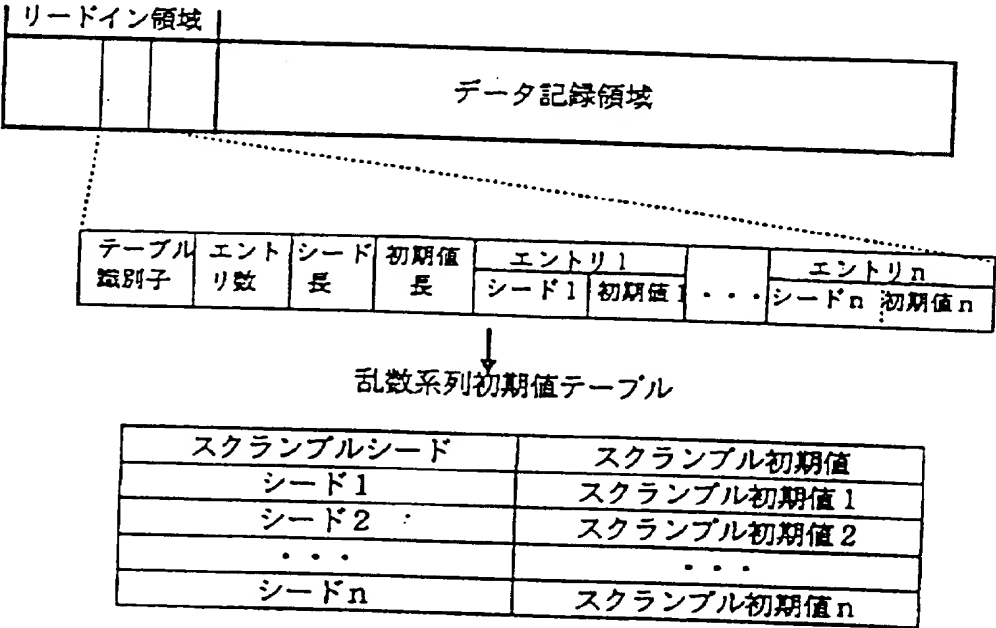 リードイン領域
データ記録領域
テーブル識別子
エントリ数
シード長
初期値長
エントリ1
シード1
初期値1
・・・
エントリn
シードn
初期値n
乱数系列初期値テーブル
スクランブルシード
スクランブル初期値
シード1
スクランブル初期値1
シード2
スクランブル初期値2
・・・
・・・
シードn
スクランブル初期値n